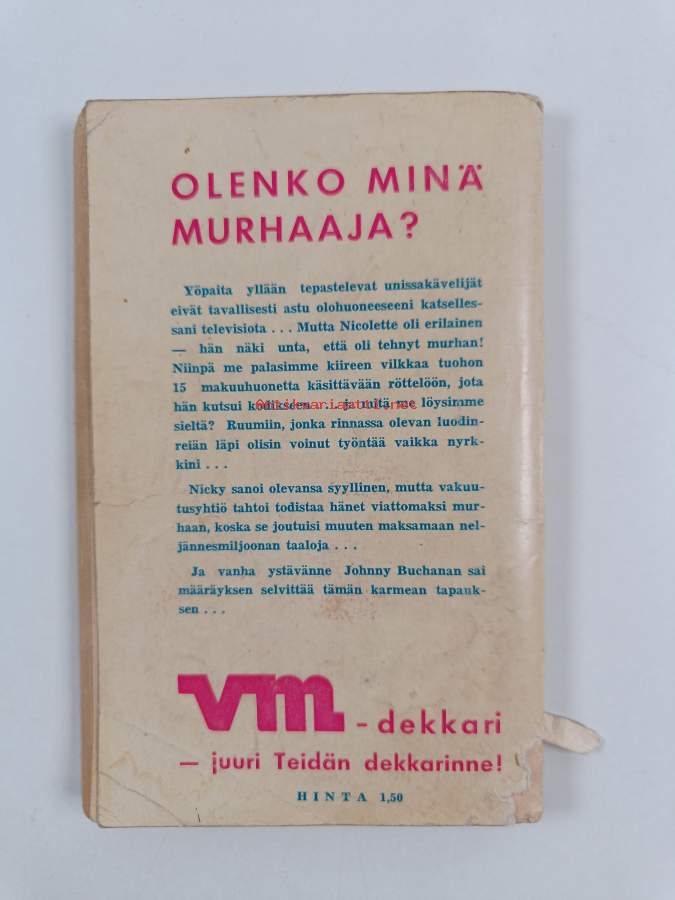 OLENKO MINÄ
MURHAAJA?
Yöpaita yllään tepastelevat unissakävelijät
eivät tavallisesti astu olohuoneeseeni katselles-
sani televisiota . . . Mutta Nicolette oli erilainen
— hän näki unta, että oli tehnyt murhan!
Niinpä me palasimme kiireen vilkkaa tuohon
15 makuuhuonetta käsittävään röttelöön, jota
hän kutsui kodikseen . . . ja mitä me löysimme
sieltä? Ruumiin, jonka rinnassa olevan luodin-
reiän läpi olisin voinut työntää vaikka nyrk-
kini . . .
Nicky sanoi olevansa syyllinen, mutta vakuu-
tusyhtiö tahtoi todistaa hänet viattomaksi mur-
haan, koska se joutuisi muuten maksamaan nel-
jännesmiljoonan taaloja . . .
Ja vanha ystävänne Johnny Buchanan sai
määräyksen selvittää tämän karmean tapauk-
sen . . .
vm - dekkari
— juuri Teidän dekkarinne!
HINTA 1,50